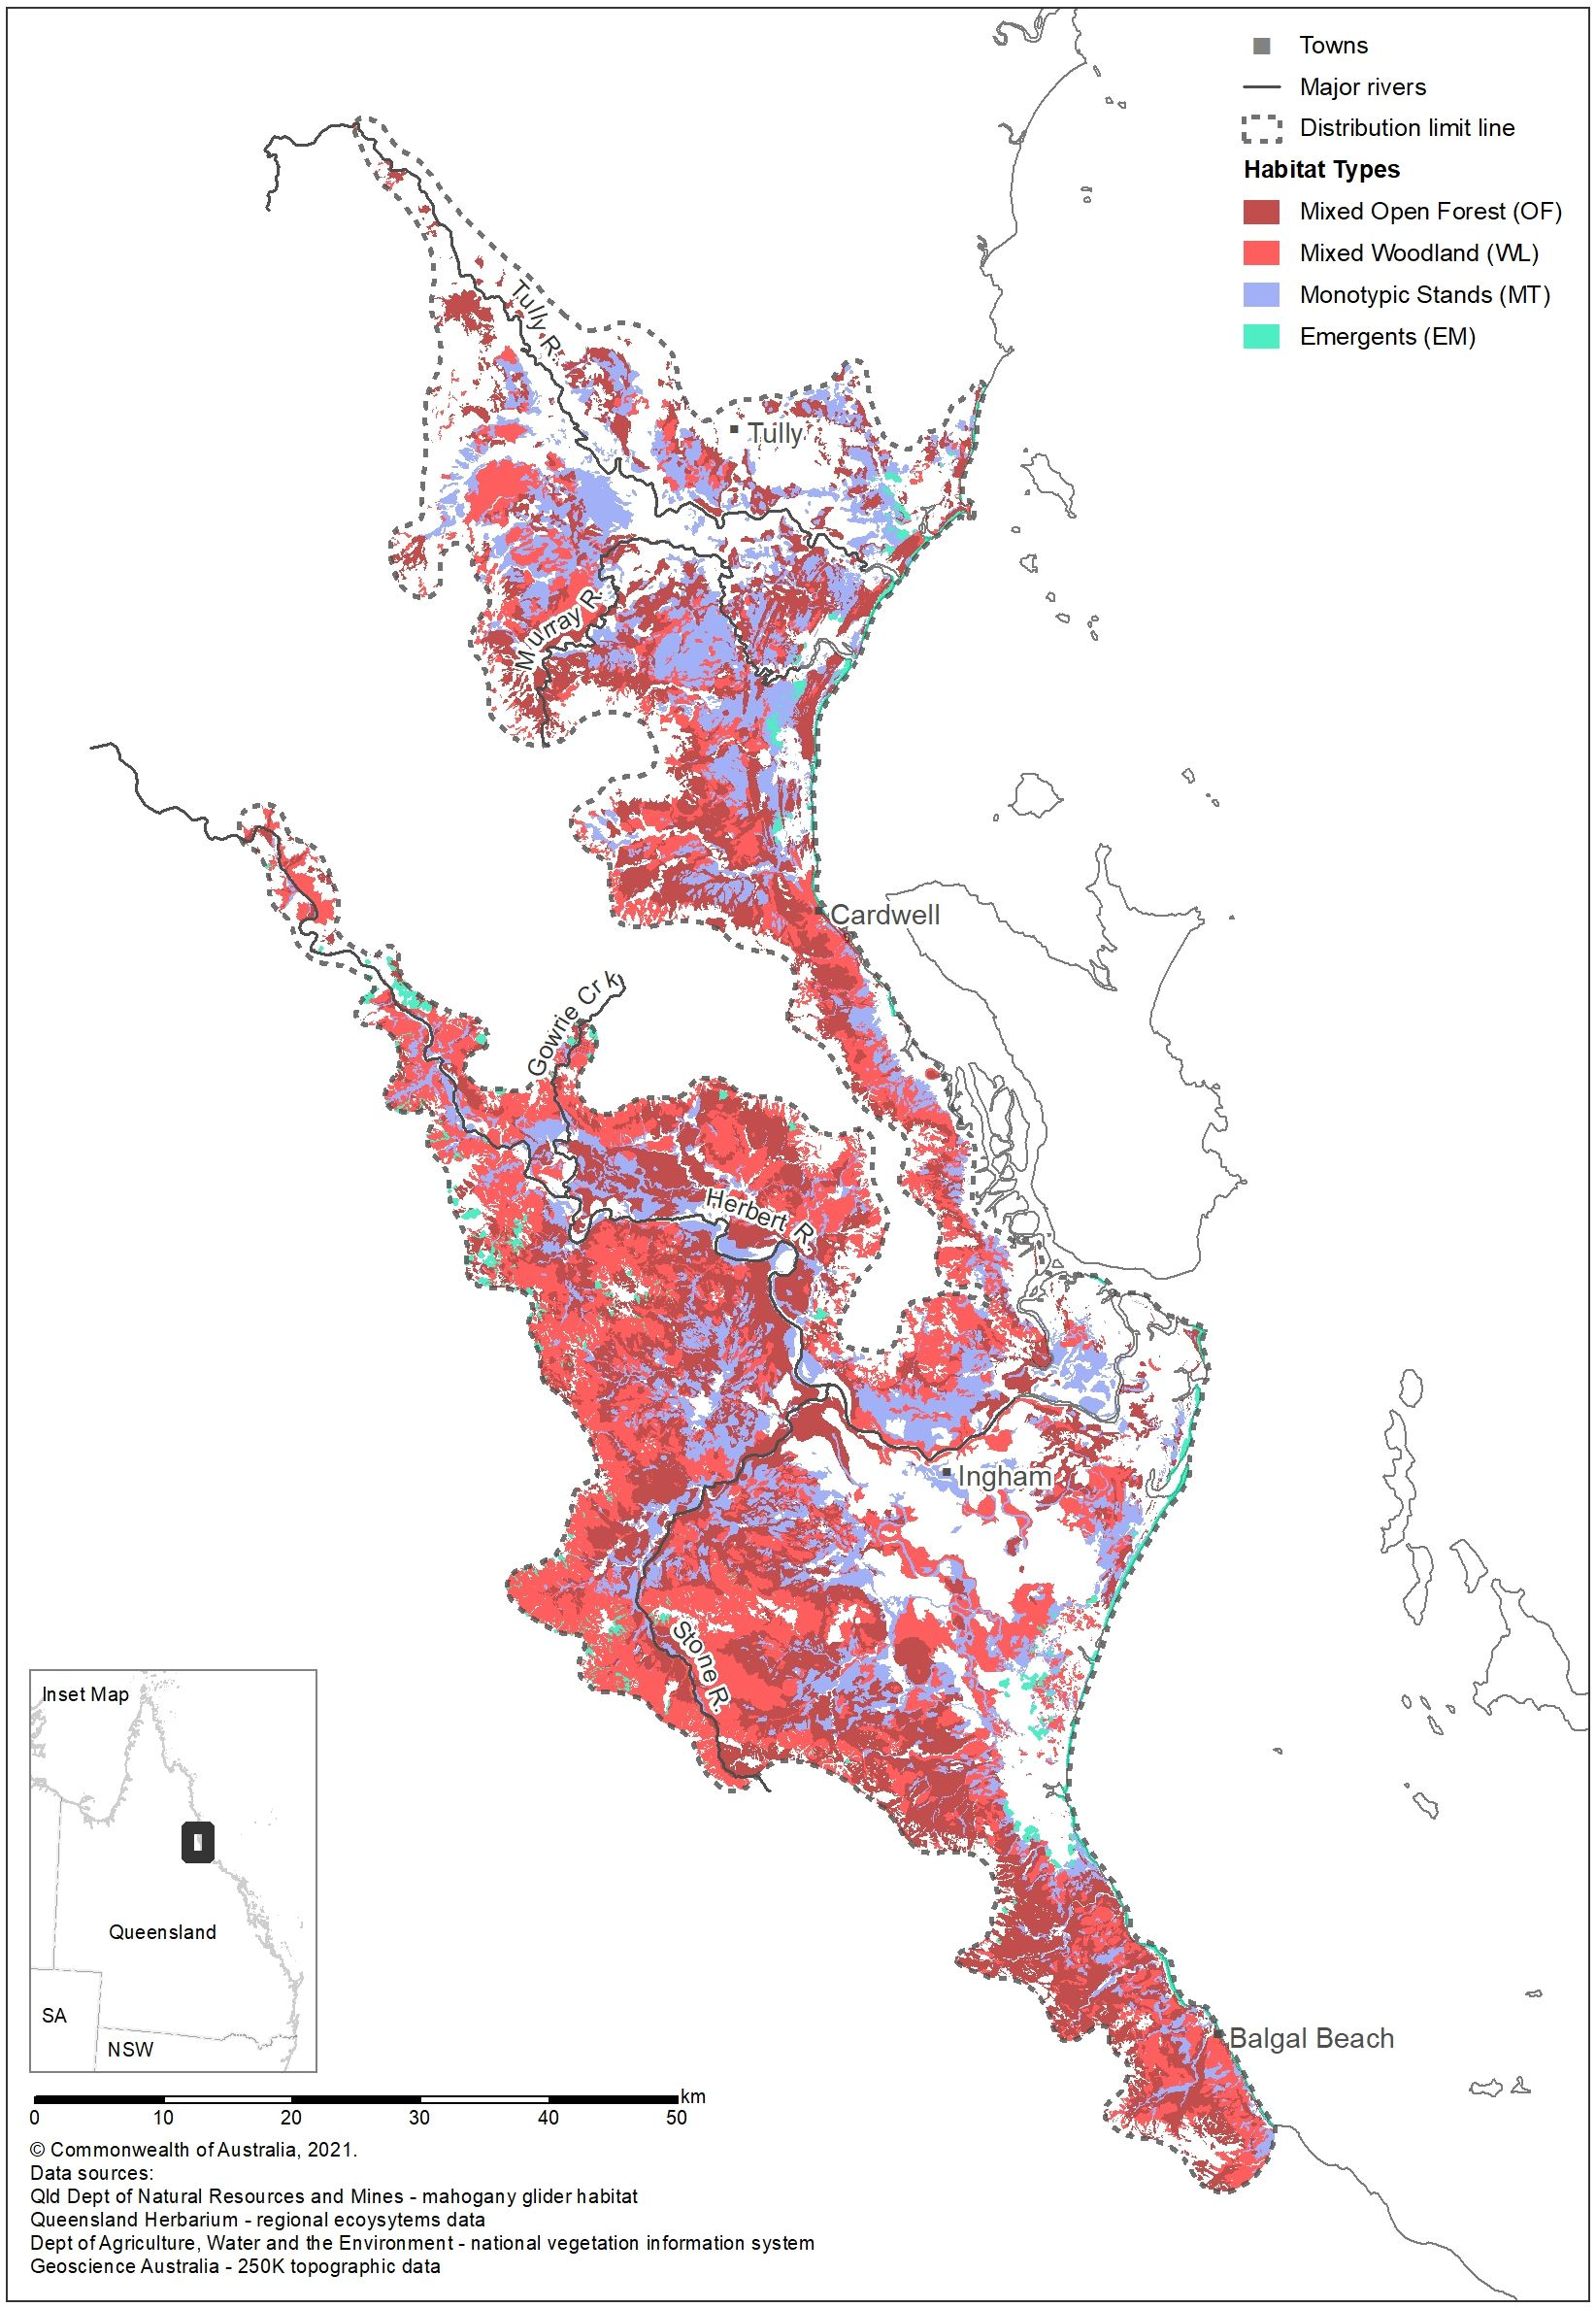 Towns
Major rivers
Distribution limit line
Habitat Types
Mixed Open Forest (OF)
Mixed Woodland (WL)
Monotypic Stands (MT)
Emergents (EM)
Tully R.
Tully
Murray R.
Cardwell
Gowrie Crk
Herbert R.
Ingham
Stone R.
Balgal Beach
Inset Map
Queensland
SA
NSW
km
0 10 20 30 40 50
© Commonwealth of Australia, 2021.
Data sources:
Qld Dept of Natural Resources and Mines - mahogany glider habitat
Queensland Herbarium - regional ecoysytems data
Dept of Agriculture, Water and the Environment - national vegetation information system
Geoscience Australia - 250K topographic data